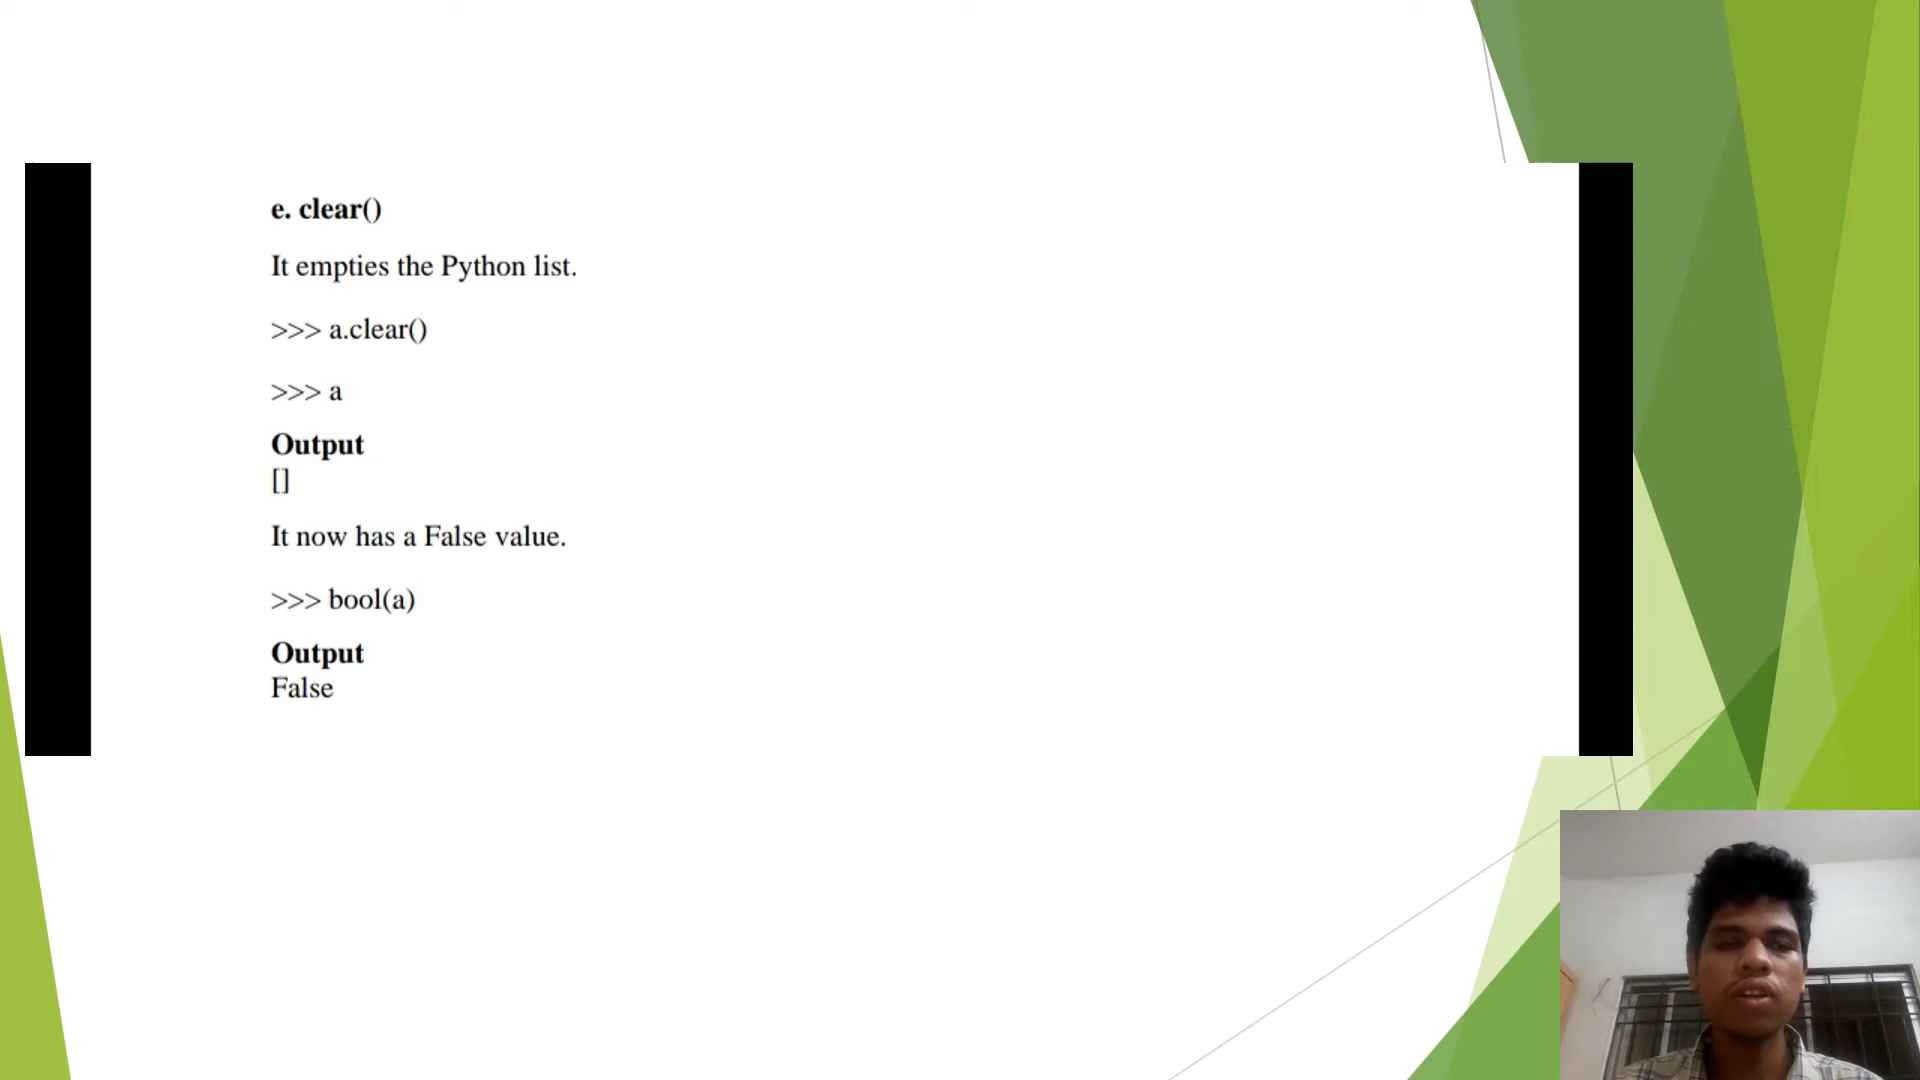 e. clear()
It empties the Python list.
>>> a.clear()
>>> a
Output
[]
It now has a False value.
>>> bool(a)
Output
False